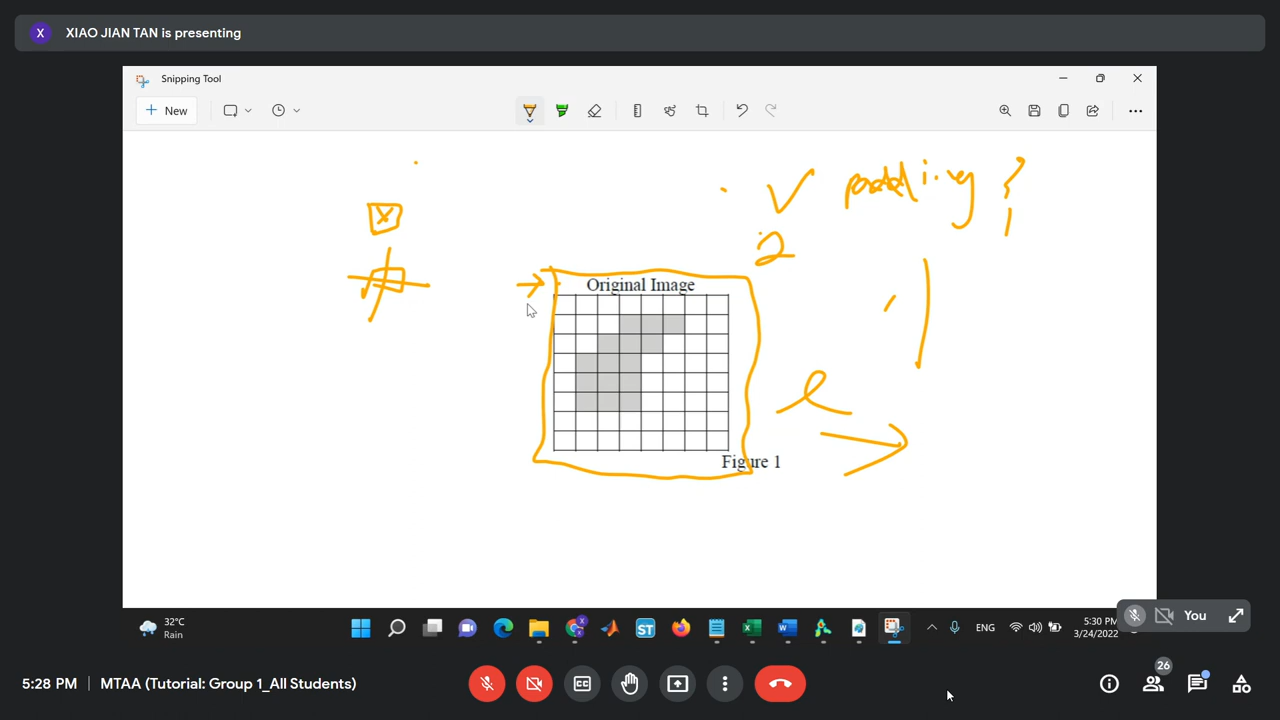 X XIAO JIAN TAN is presenting
Snipping Tool
New
padding ?
2
X
Original Image
Figure 1
32°C
Rain
ST
ENG
5:30 PM
3/24/2022
You
5:28 PM | MTAA (Tutorial: Group 1_All Students)
26